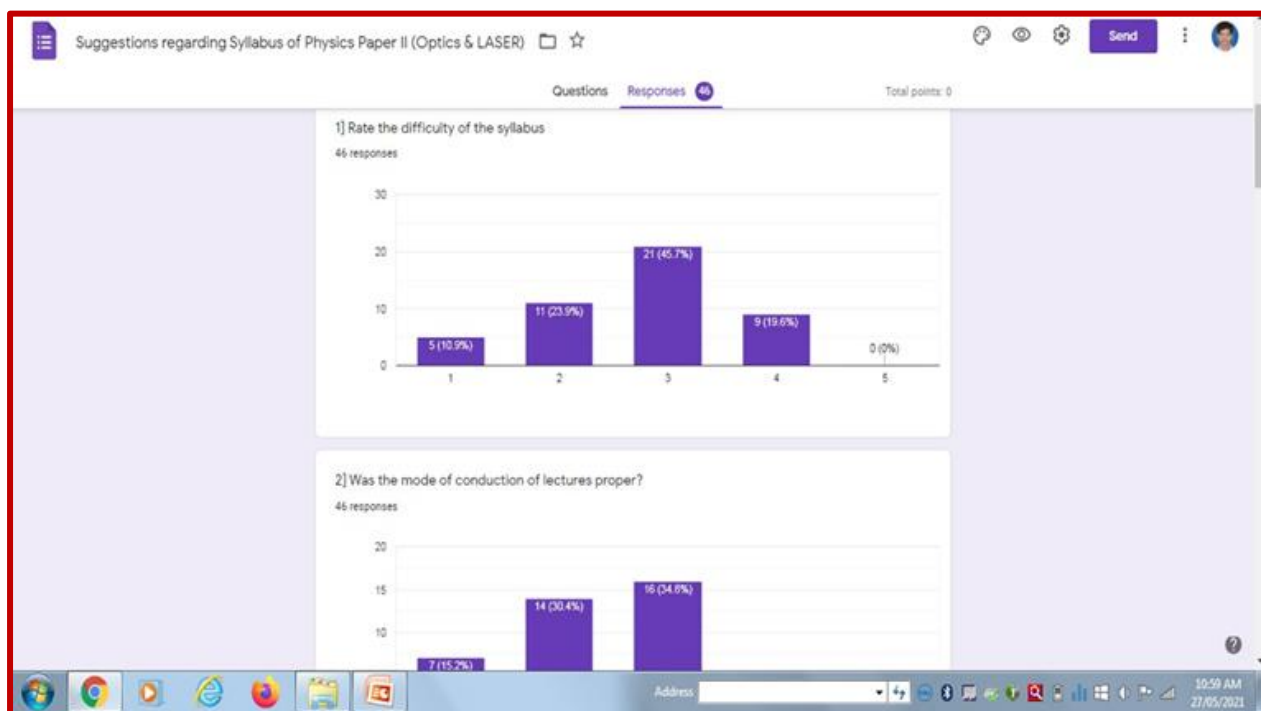 Suggestions regarding Syllabus of Physics Paper II (Optics & LASER)
Send
Questions Responses 46 Total points: 0
1] Rate the difficulty of the syllabus
46 responses
30
20
10
0
5 (10.9%)
11 (23.9%)
21 (45.7%)
9 (19.6%)
0 (0%)
1 2 3 4 5
2] Was the mode of conduction of lectures proper?
46 responses
20
15
10
7 (15.2%)
14 (30.4%)
16 (34.8%)
Address
10:59 AM
27/05/2021